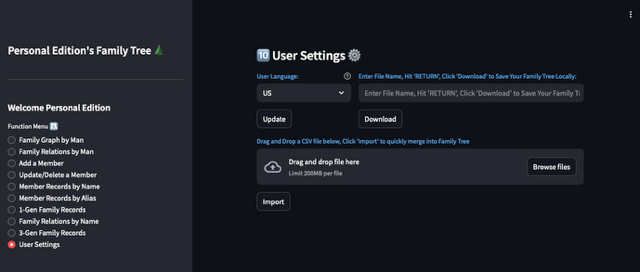 Personal Edition's Family Tree
Welcome Personal Edition
Function Menu
Family Graph by Man
Family Relations by Man
Add a Member
Update/Delete a Member
Member Records by Name
Member Records by Alias
1-Gen Family Records
Family Relations by Name
3-Gen Family Records
User Settings
10 User Settings
User Language:
US
Update
Enter File Name, Hit 'RETURN', Click 'Download' to Save Your Family Tree Locally:
Enter File Name, Hit 'RETURN', Click 'Download' to Save Your Family Tr
Download
Drag and Drop a CSV file below, Click 'Import' to quickly merge into Family Tree
Drag and drop file here
Limit 200MB per file
Browse files
Import